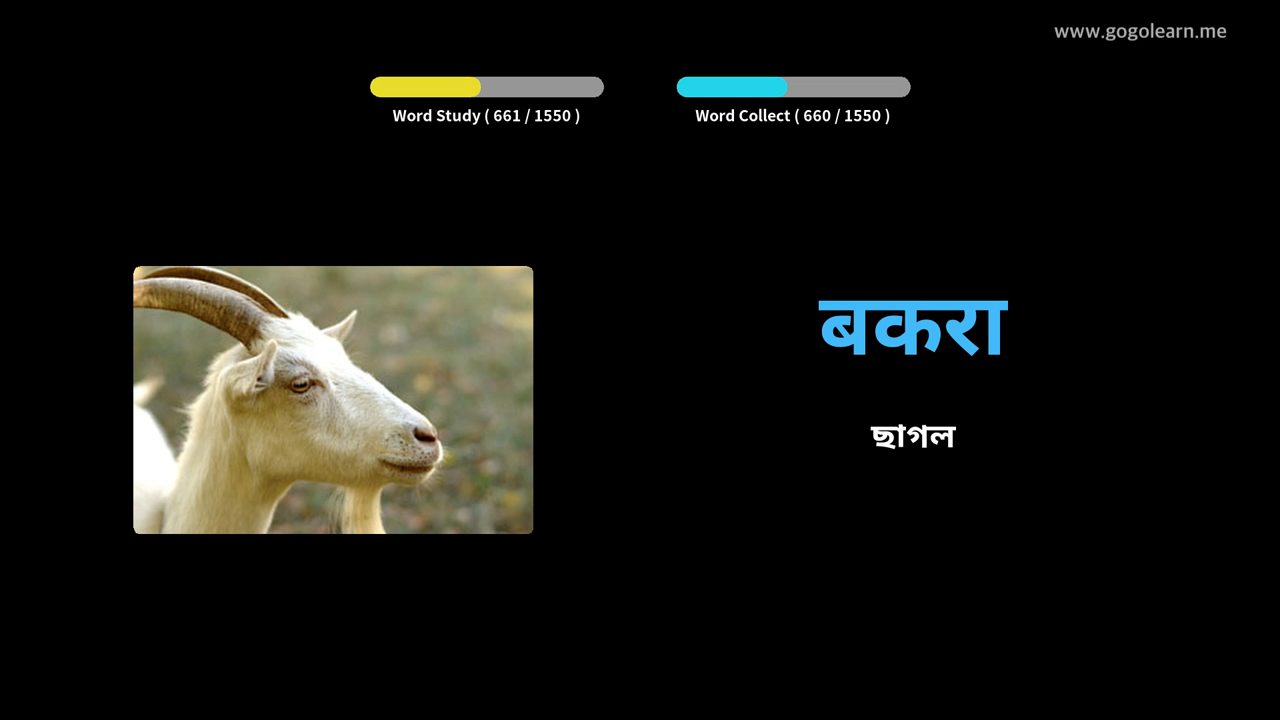 www.gogolearn.me
Word Study ( 661 / 1550 )
Word Collect ( 660 / 1550 )
बकरा
ছাগল